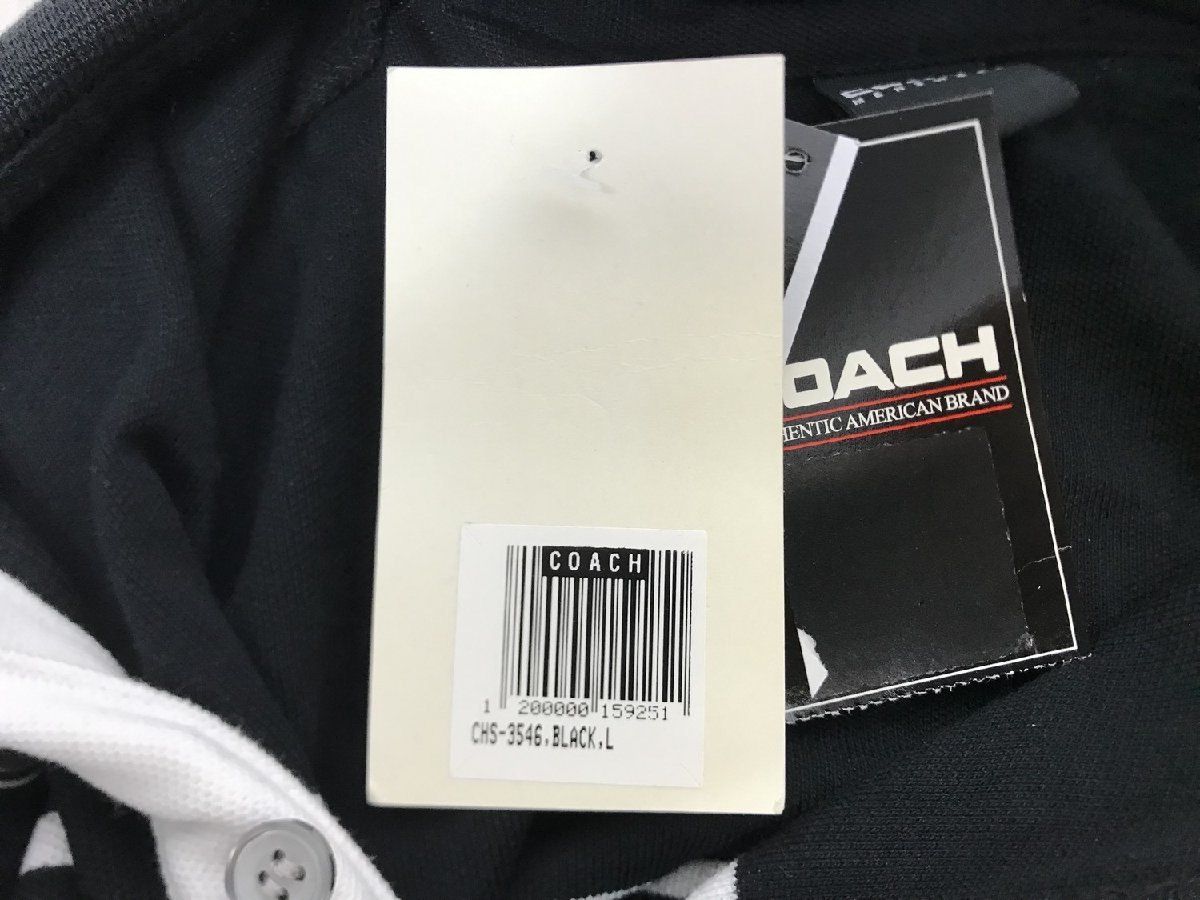 OACH
HENTIC AMERICAN BRAND
COACH
1 200000 159251
CHS-3546.BLACK.L